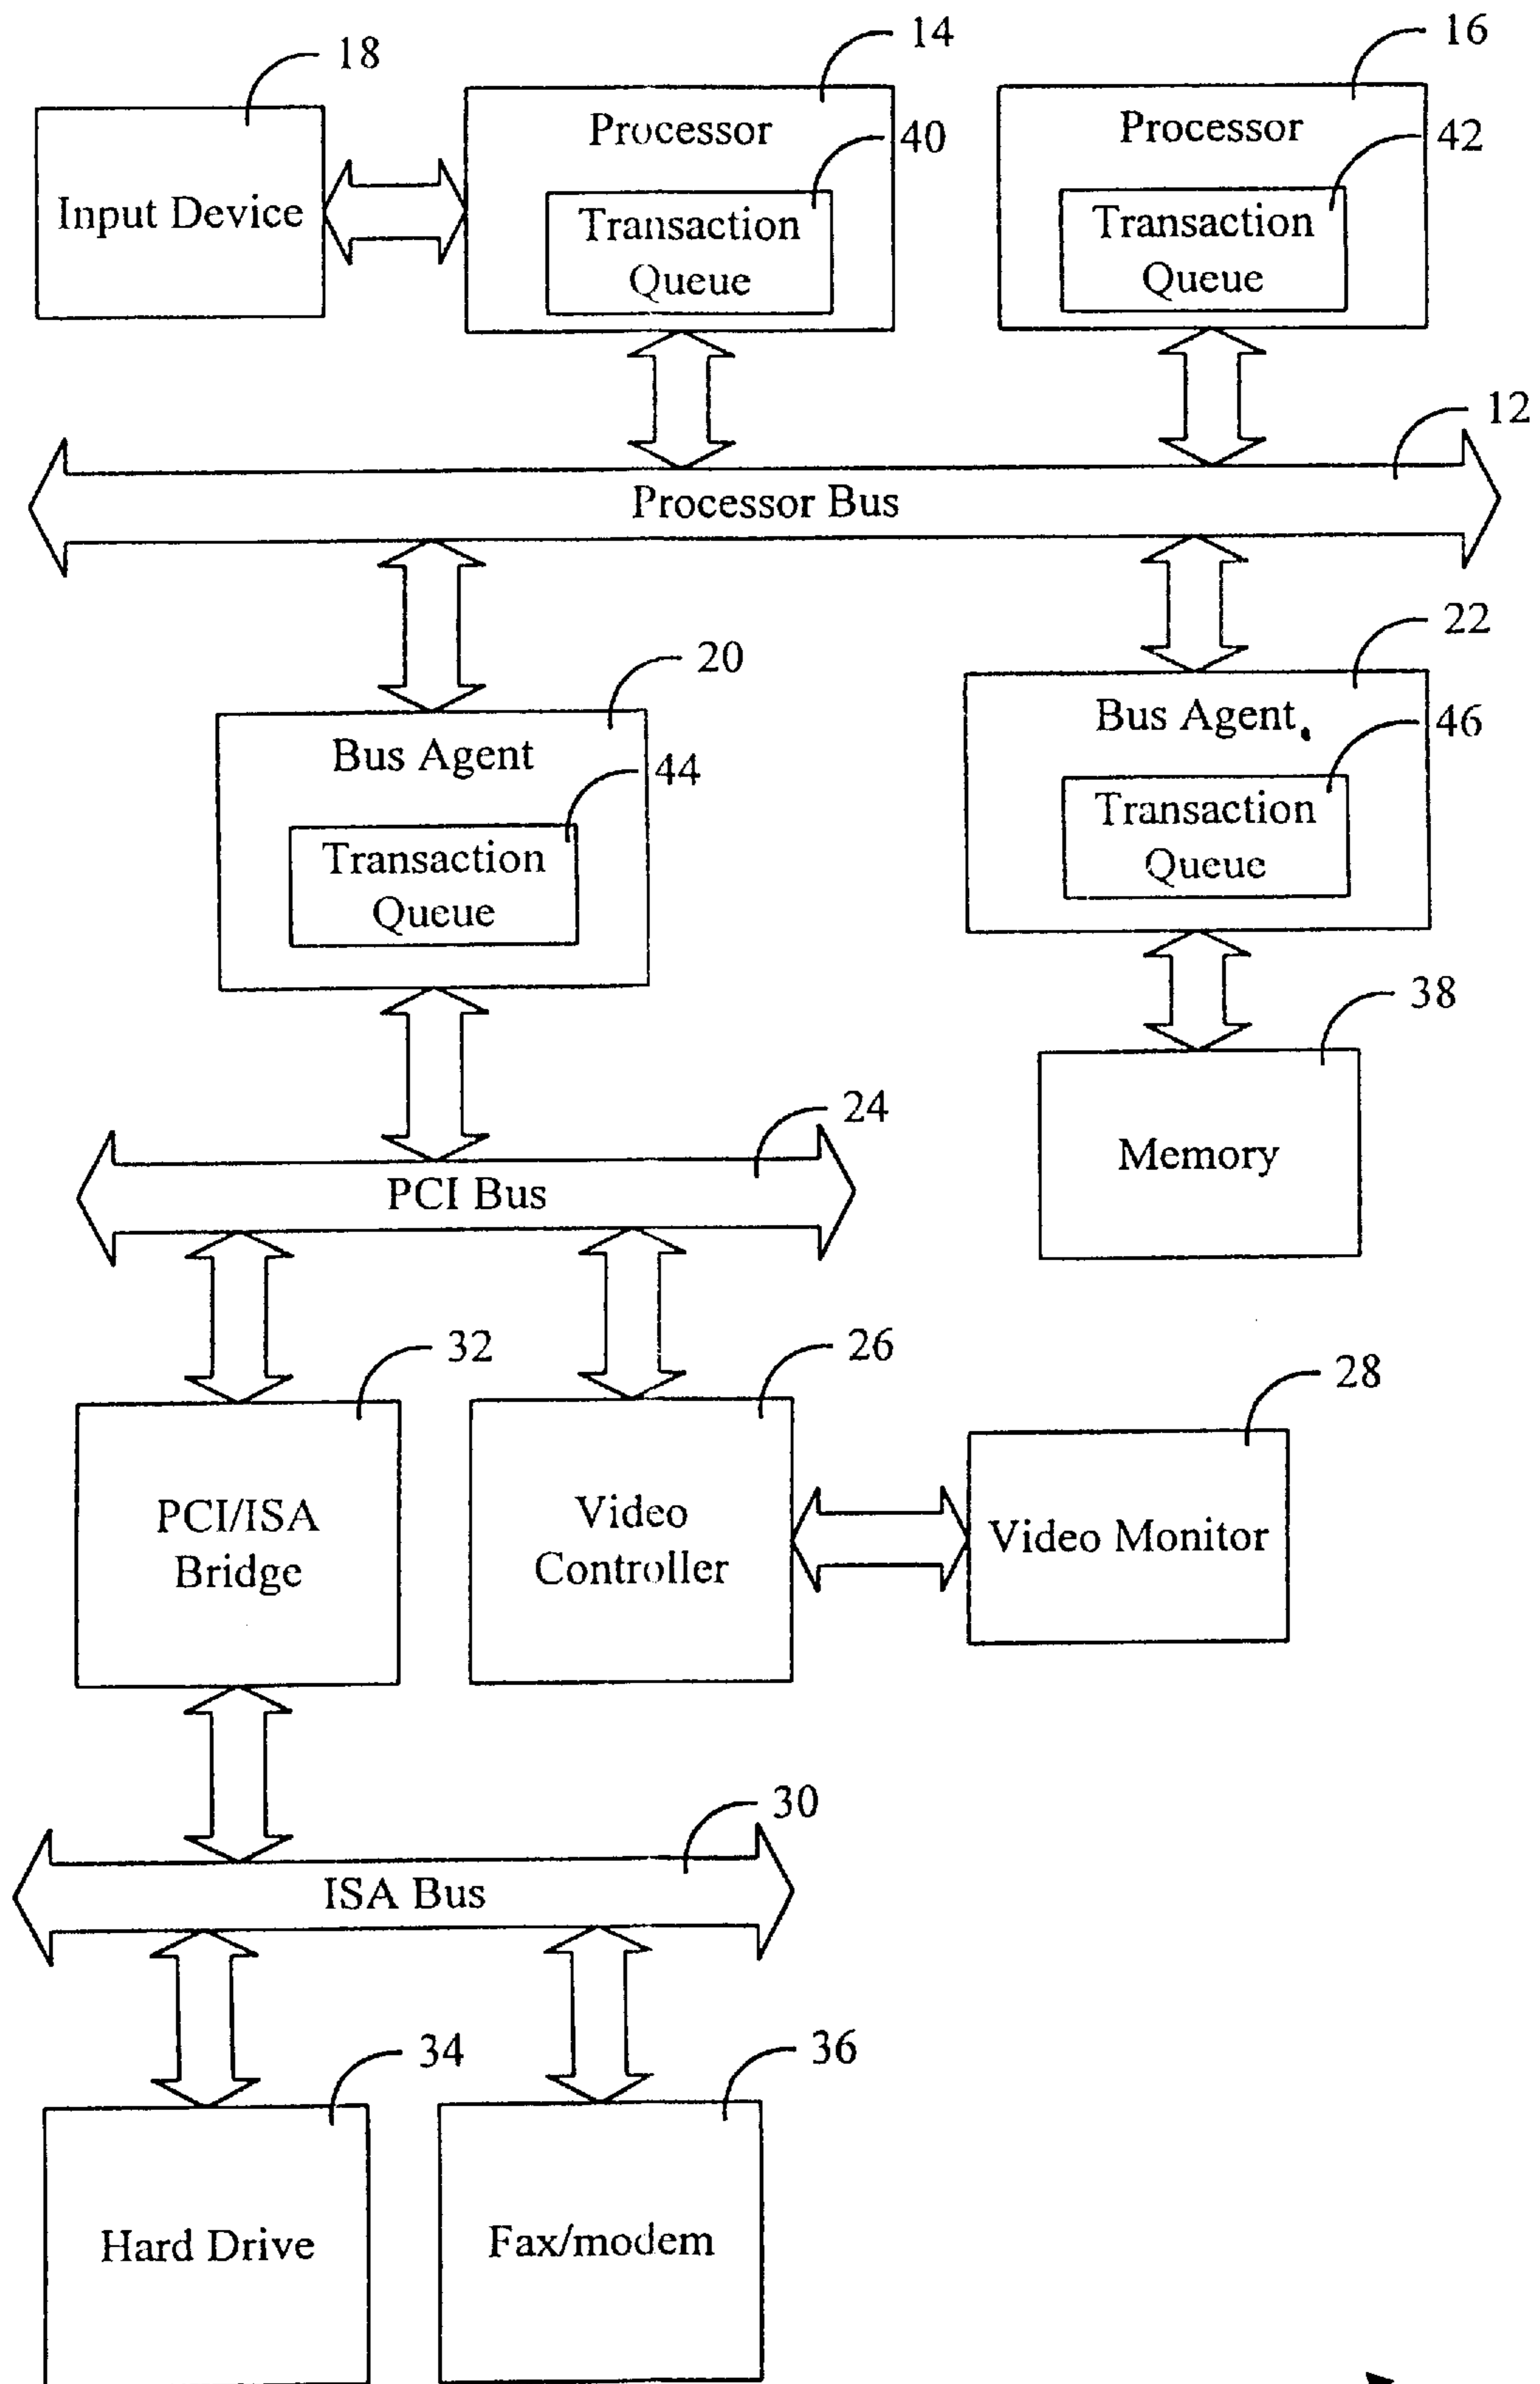 18
14
16
Input Device
Processor
40
Transaction
Queue
Processor
42
Transaction
Queue
12
Processor Bus
20
22
Bus Agent
44
Transaction
Queue
Bus Agent
46
Transaction
Queue
38
Memory
24
PCI Bus
32
26
28
PCI/ISA
Bridge
Video
Controller
Video Monitor
30
ISA Bus
34
36
Hard Drive
Fax/modem